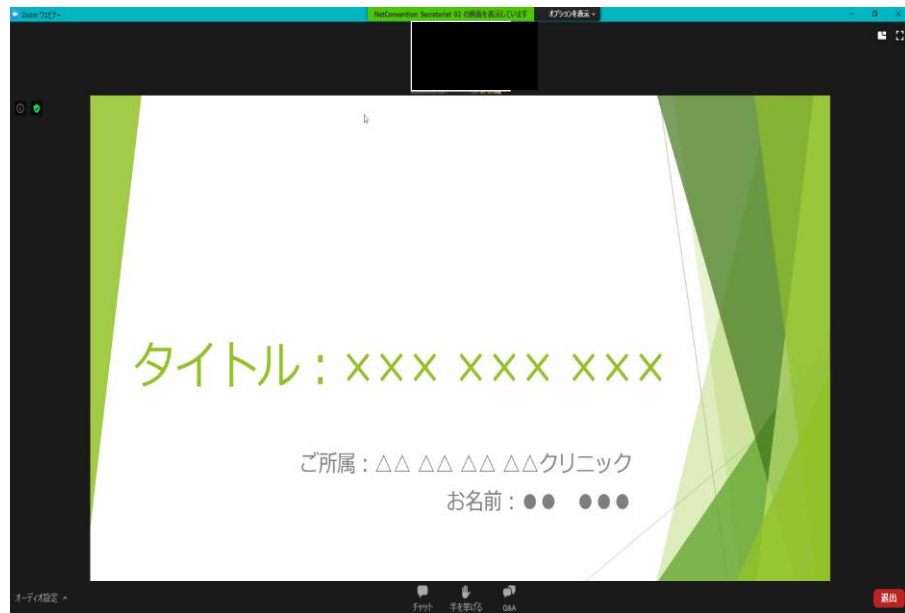 Zoom ウェビナー
NetConvention Secretariat 02 の画面を表示しています オプションを表示
タイトル：××× ××× ×××
ご所属：△△ △△ △△ △△クリニック
お名前：●● ●●●
オーディオ設定
チャット 手を挙げる Q&A
退出